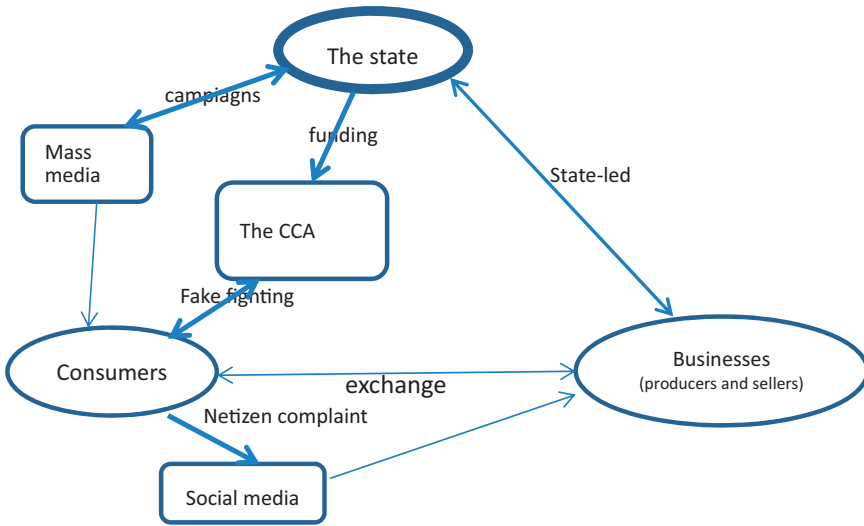 The state
campiagns
funding
Mass
media
State-led
The CCA
Fake fighting
Consumers
exchange
Businesses
(producers and sellers)
Netizen complaint
Social media